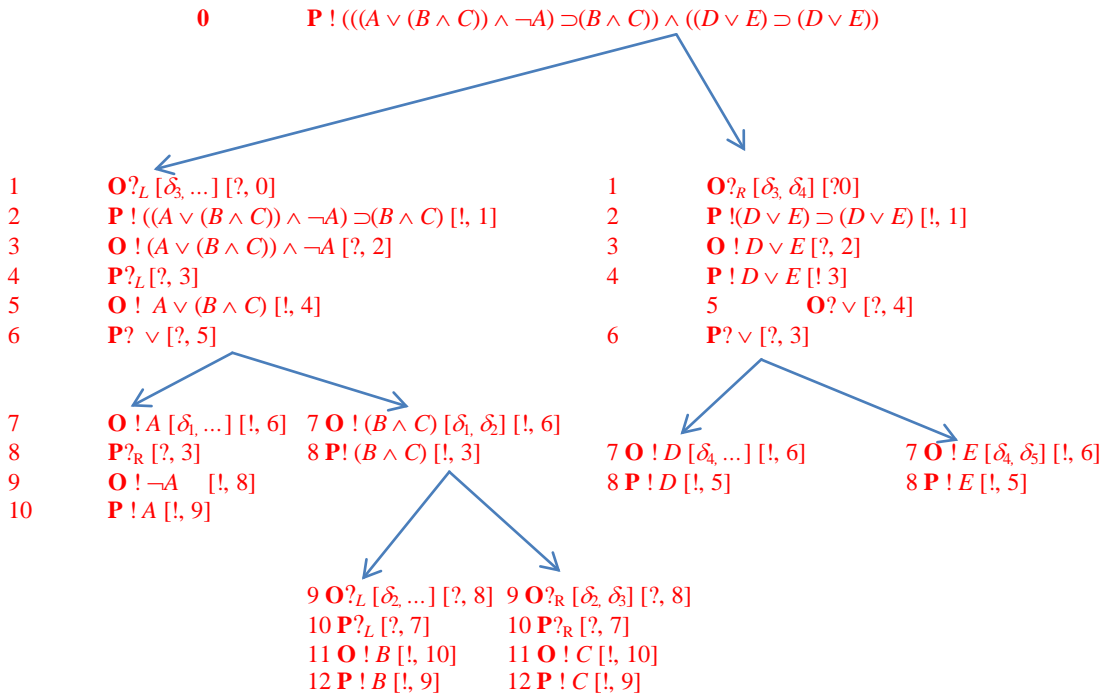 0 P ! (((A ∨ (B ∧ C)) ∧ ¬A) ⊃(B ∧ C)) ∧ ((D ∨ E) ⊃ (D ∨ E))
1 O?L [δ3, ...] [?, 0]
2 P ! ((A ∨ (B ∧ C)) ∧ ¬A) ⊃(B ∧ C) [!, 1]
3 O ! (A ∨ (B ∧ C)) ∧ ¬A [?, 2]
4 P?L [?, 3]
5 O ! A ∨ (B ∧ C) [!, 4]
6 P? ∨ [?, 5]
1 O?R [δ3, δ4] [?0]
2 P !(D ∨ E) ⊃ (D ∨ E) [!, 1]
3 O ! D ∨ E [?, 2]
4 P ! D ∨ E [! 3]
5 O? ∨ [?, 4]
6 P? ∨ [?, 3]
7 O ! A [δ1, ...] [!, 6]
8 P?R [?, 3]
9 O ! ¬A [!, 8]
10 P ! A [!, 9]
7 O ! (B ∧ C) [δ1, δ2] [!, 6]
8 P! (B ∧ C) [!, 3]
7 O ! D [δ4, ...] [!, 6]
8 P ! D [!, 5]
7 O ! E [δ4, δ5] [!, 6]
8 P ! E [!, 5]
9 O?L [δ2, ...] [?, 8]
10 P?L [?, 7]
11 O ! B [!, 10]
12 P ! B [!, 9]
9 O?R [δ2, δ3] [?, 8]
10 P?R [?, 7]
11 O ! C [!, 10]
12 P ! C [!, 9]